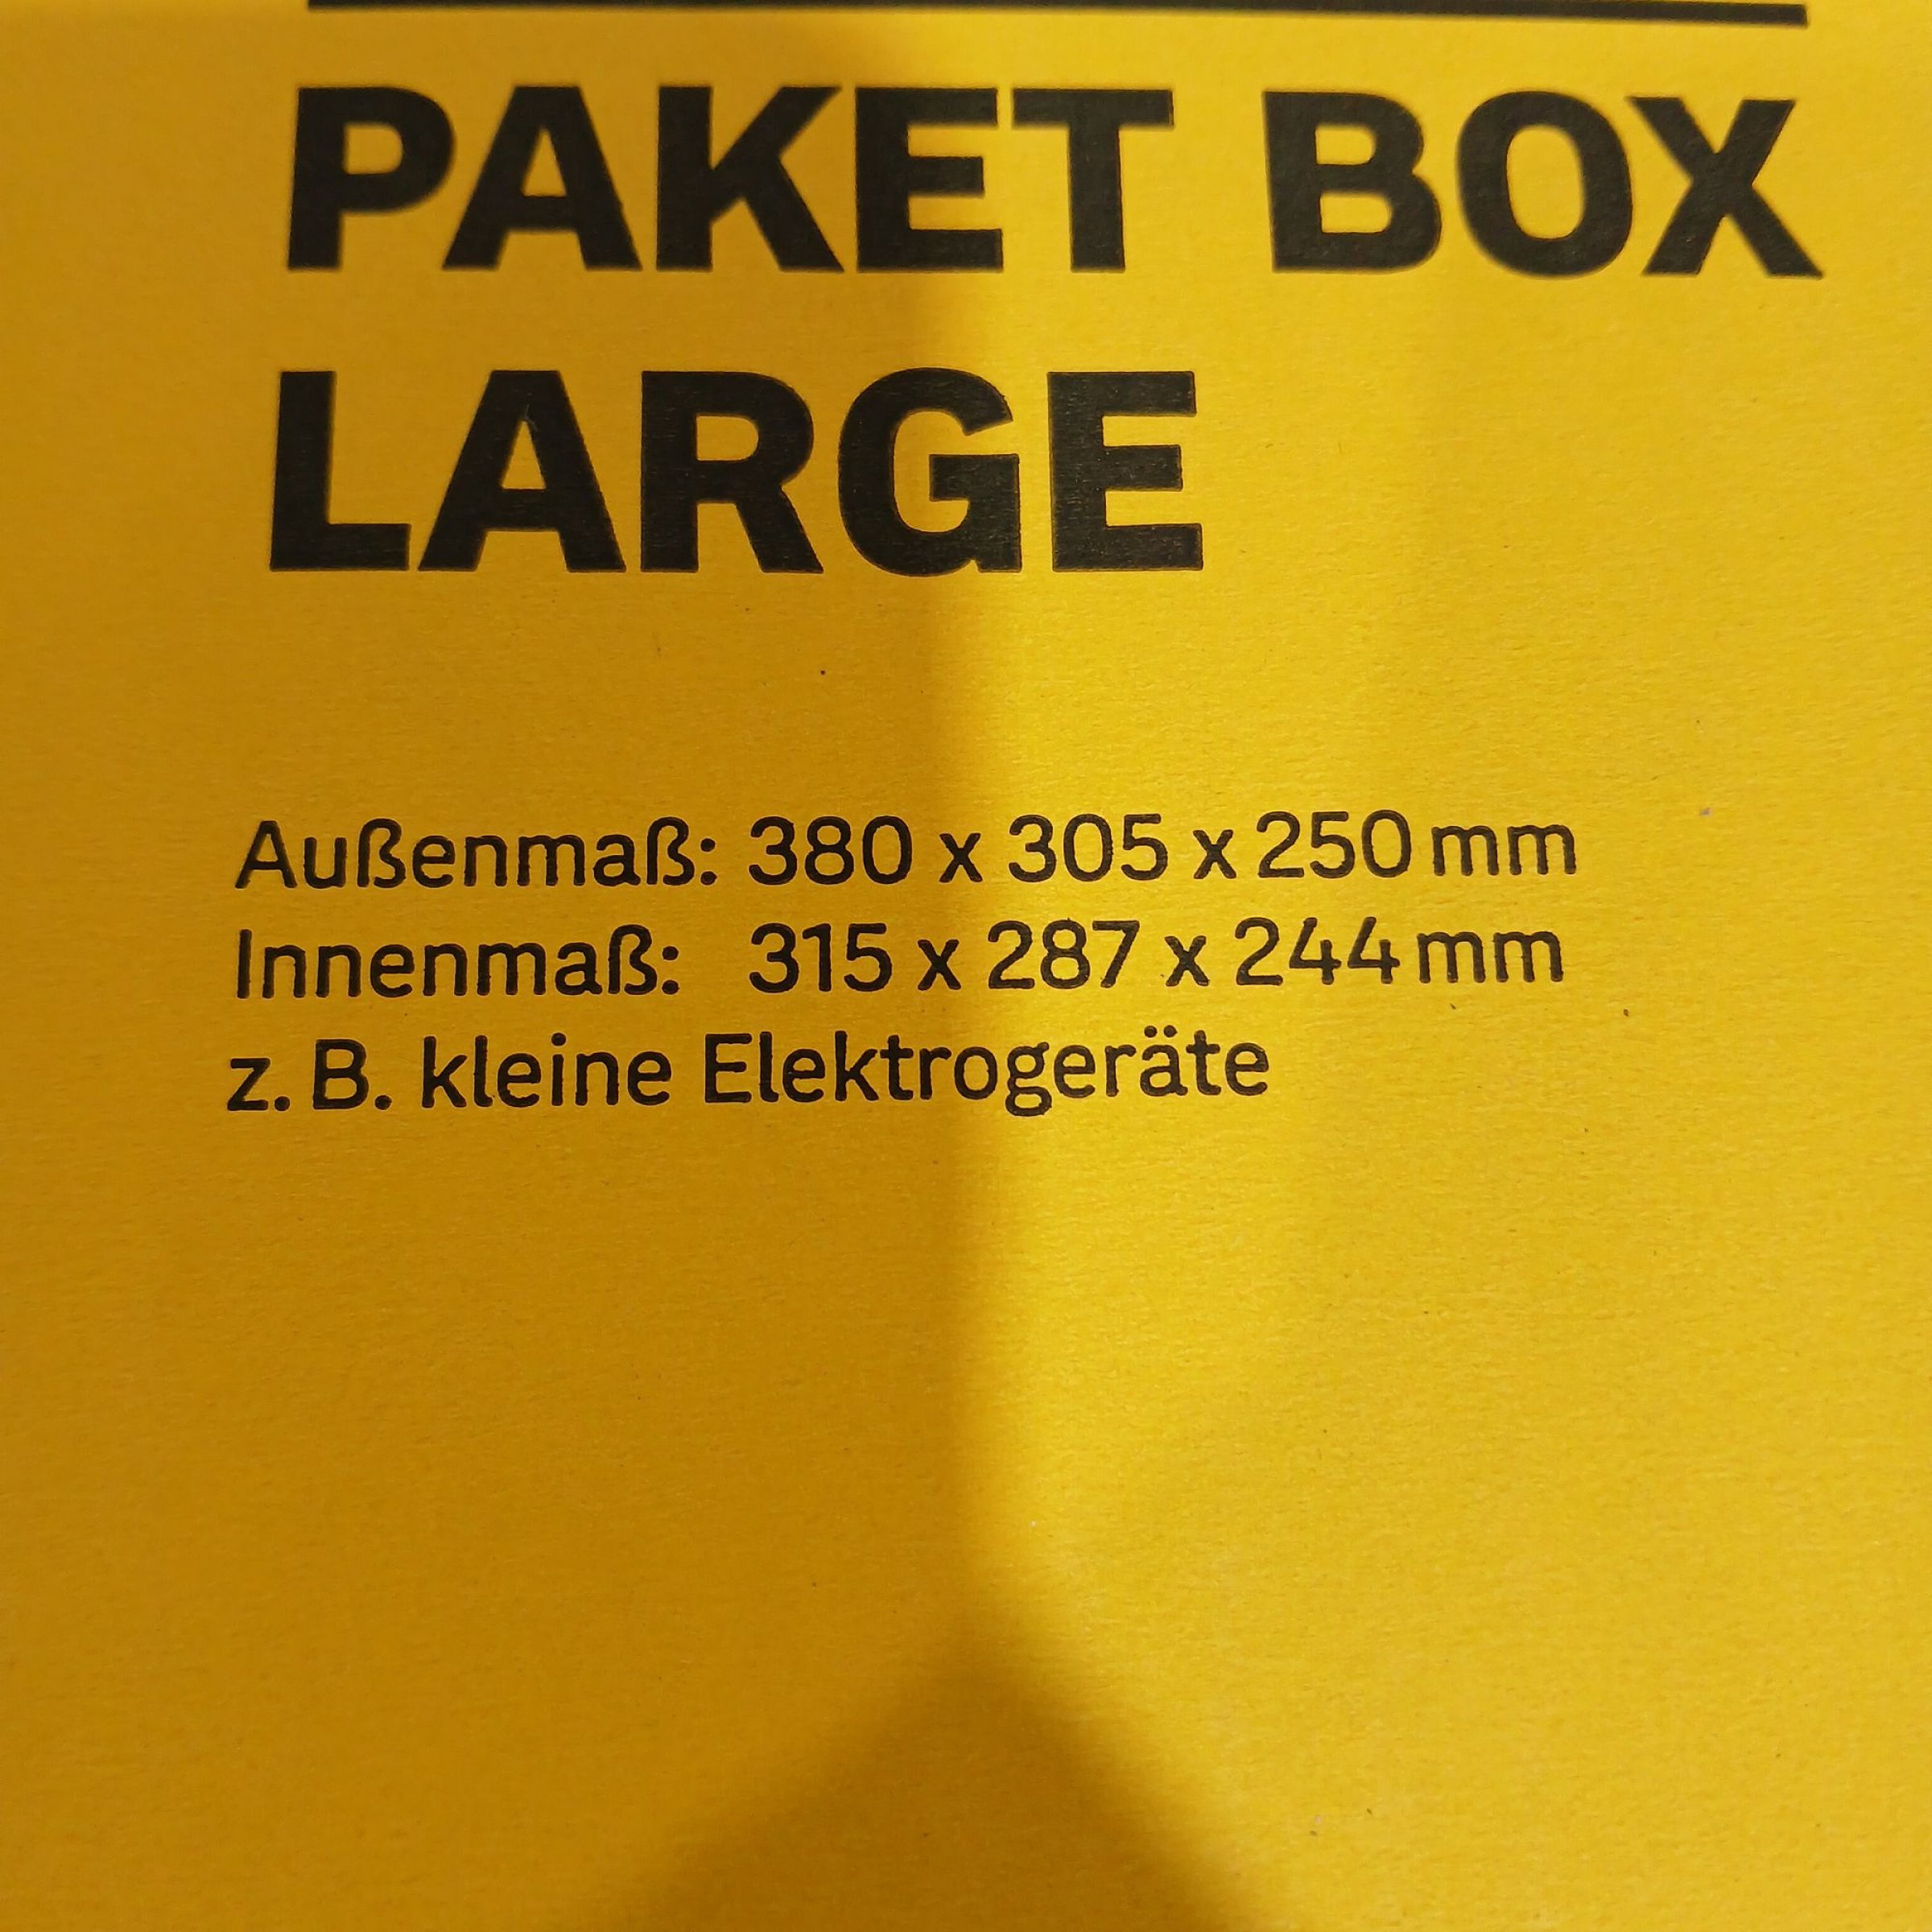 PAKET BOX
LARGE
Außenmaß: 380 x 305 x 250 mm
Innenmaß: 315 x 287 x 244 mm
z. B. kleine Elektrogeräte